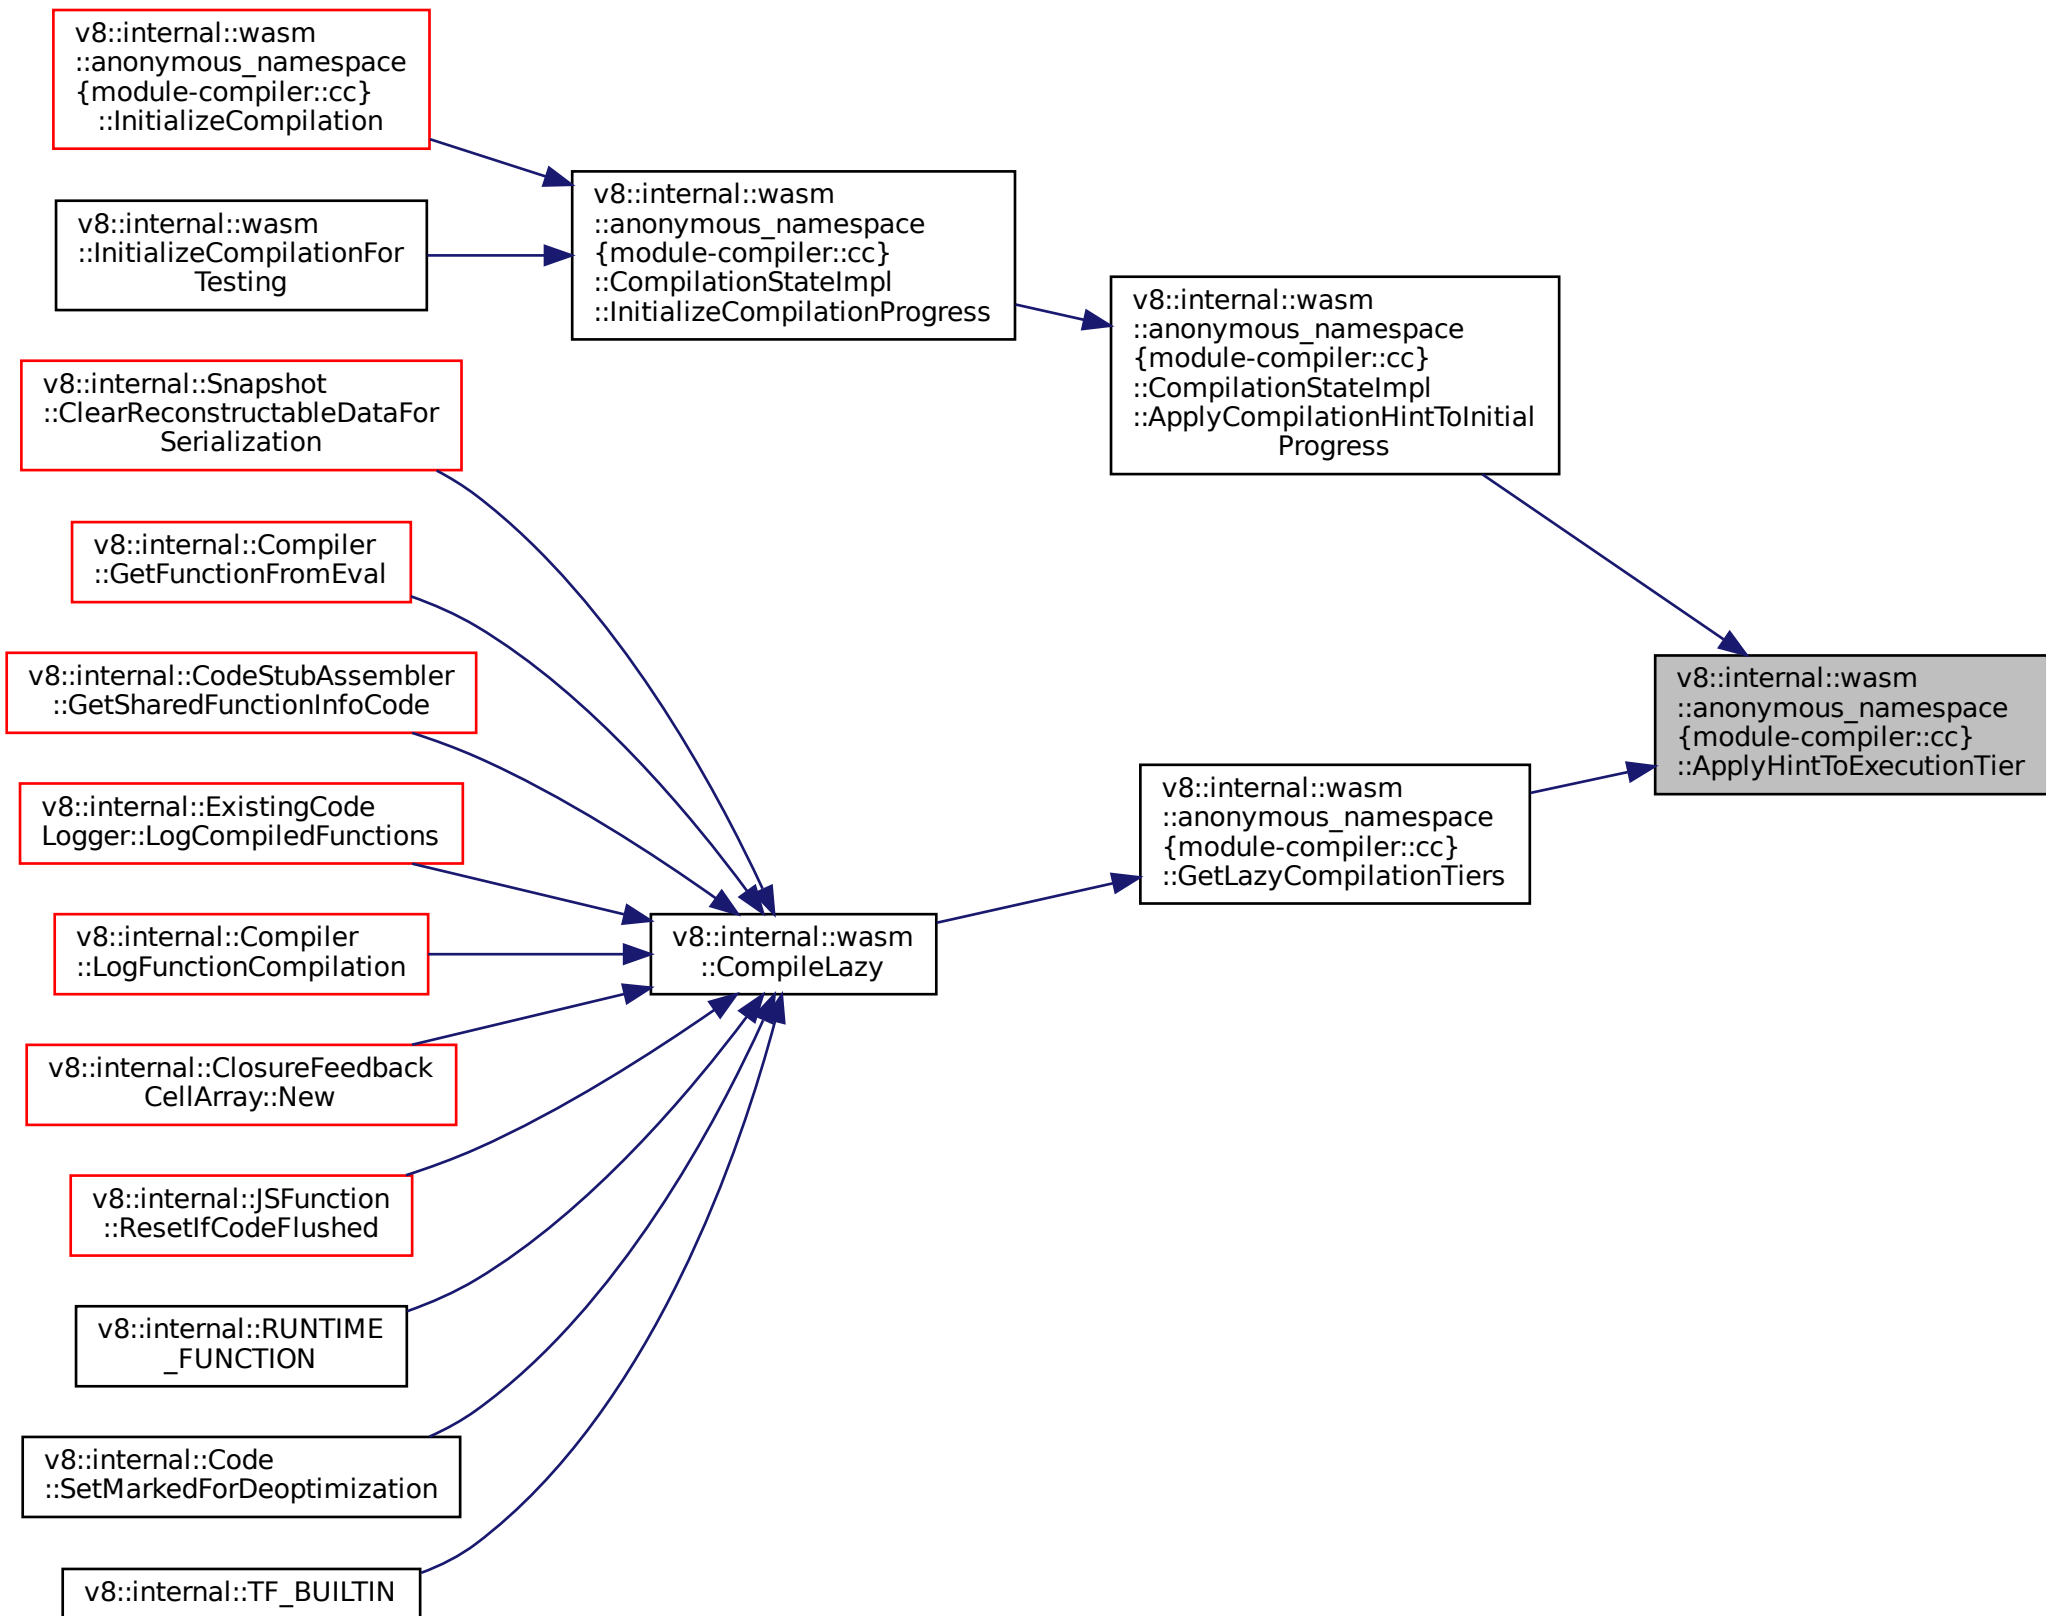 v8::internal::wasm
::anonymous_namespace
{module-compiler::cc}
::InitializeCompilation
v8::internal::wasm
::InitializeCompilationFor
Testing
v8::internal::Snapshot
::ClearReconstructableDataFor
Serialization
v8::internal::Compiler
::GetFunctionFromEval
v8::internal::CodeStubAssembler
::GetSharedFunctionInfoCode
v8::internal::ExistingCode
Logger::LogCompiledFunctions
v8::internal::Compiler
::LogFunctionCompilation
v8::internal::ClosureFeedback
CellArray::New
v8::internal::JSFunction
::ResetIfCodeFlushed
v8::internal::RUNTIME
_FUNCTION
v8::internal::Code
::SetMarkedForDeoptimization
v8::internal::TF_BUILTIN
v8::internal::wasm
::anonymous_namespace
{module-compiler::cc}
::CompilationStateImpl
::InitializeCompilationProgress
v8::internal::wasm
::CompileLazy
v8::internal::wasm
::anonymous_namespace
{module-compiler::cc}
::CompilationStateImpl
::ApplyCompilationHintToInitial
Progress
v8::internal::wasm
::anonymous_namespace
{module-compiler::cc}
::GetLazyCompilationTiers
v8::internal::wasm
::anonymous_namespace
{module-compiler::cc}
::ApplyHintToExecutionTier